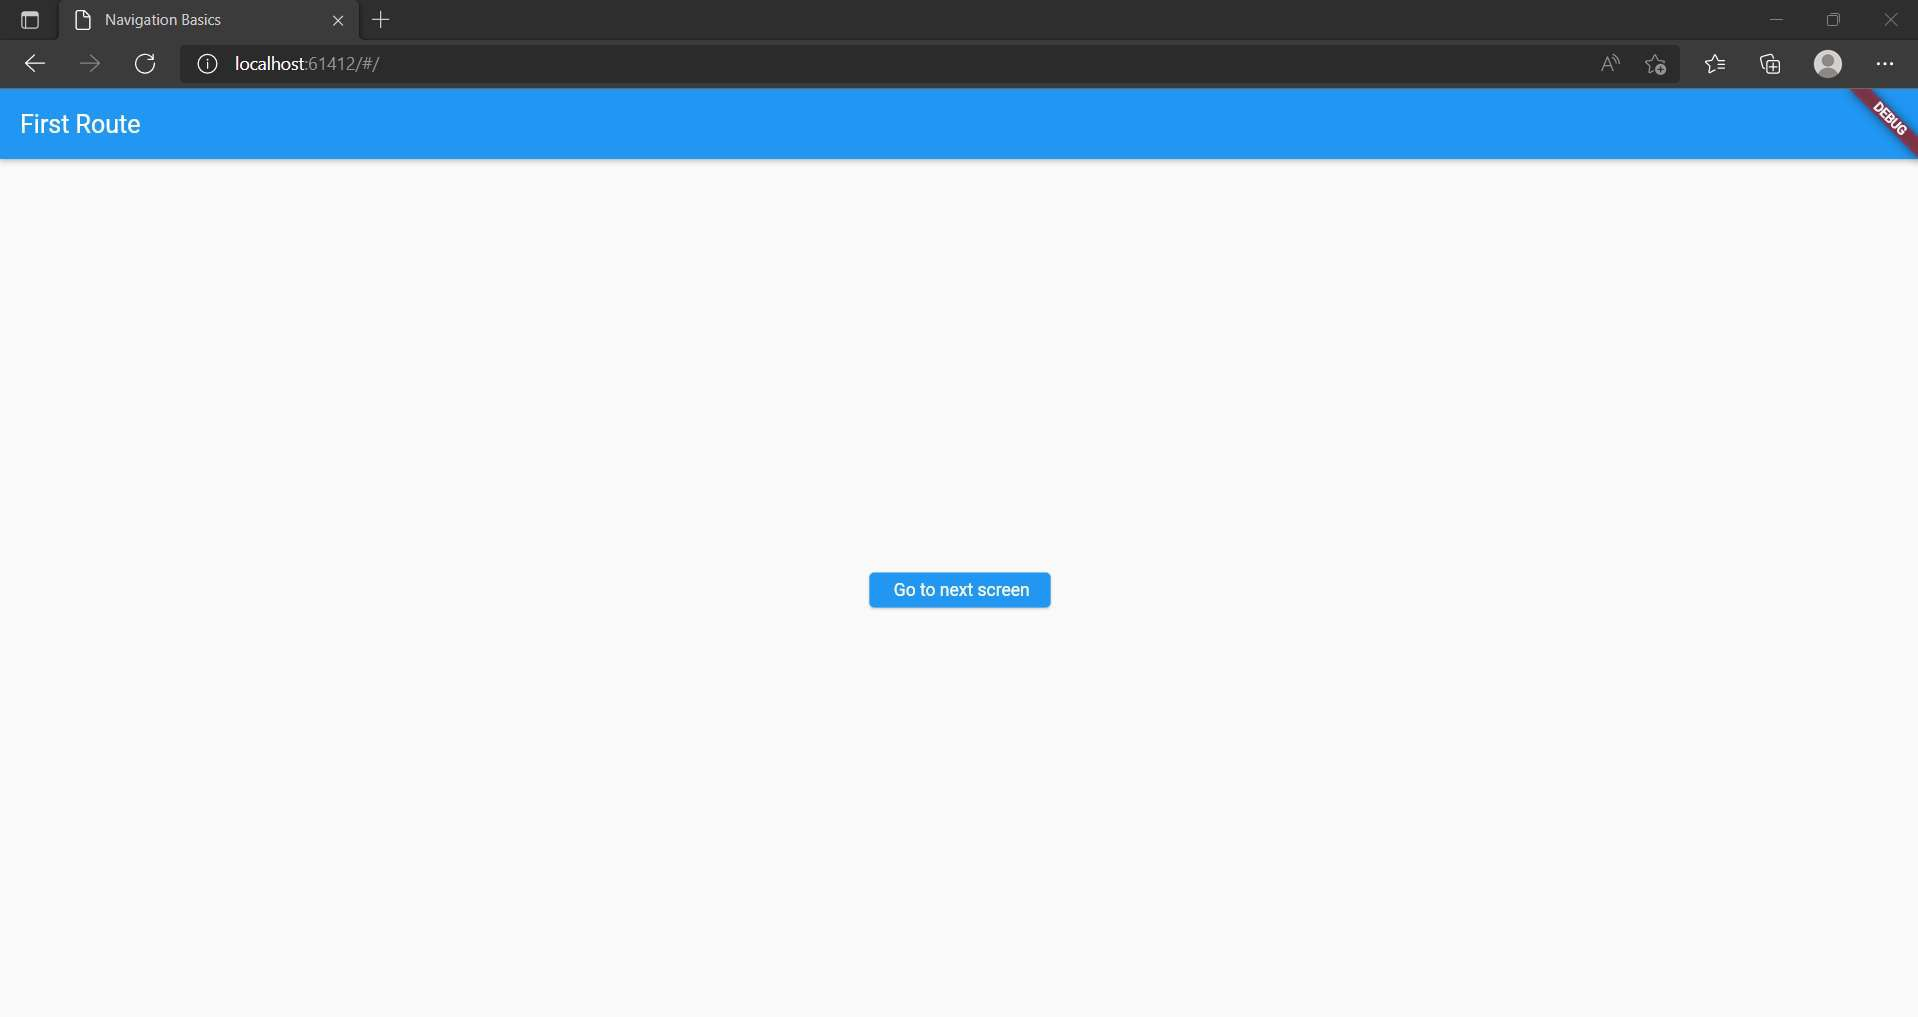 Navigation Basics
localhost:61412/#/
First Route
DEBUG
Go to next screen